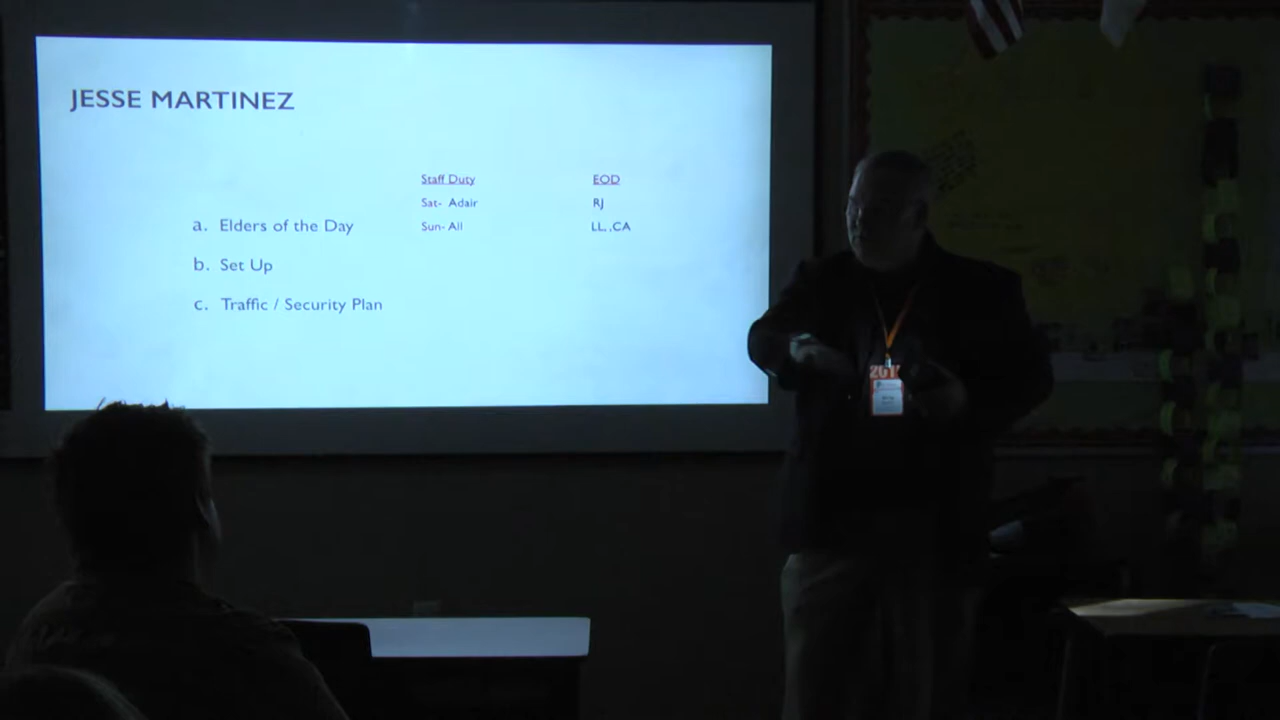 JESSE MARTINEZ
Staff Duty EOD
Sat- Adair RJ
a. Elders of the Day Sun- All LL, ,CA
b. Set Up
c. Traffic / Security Plan